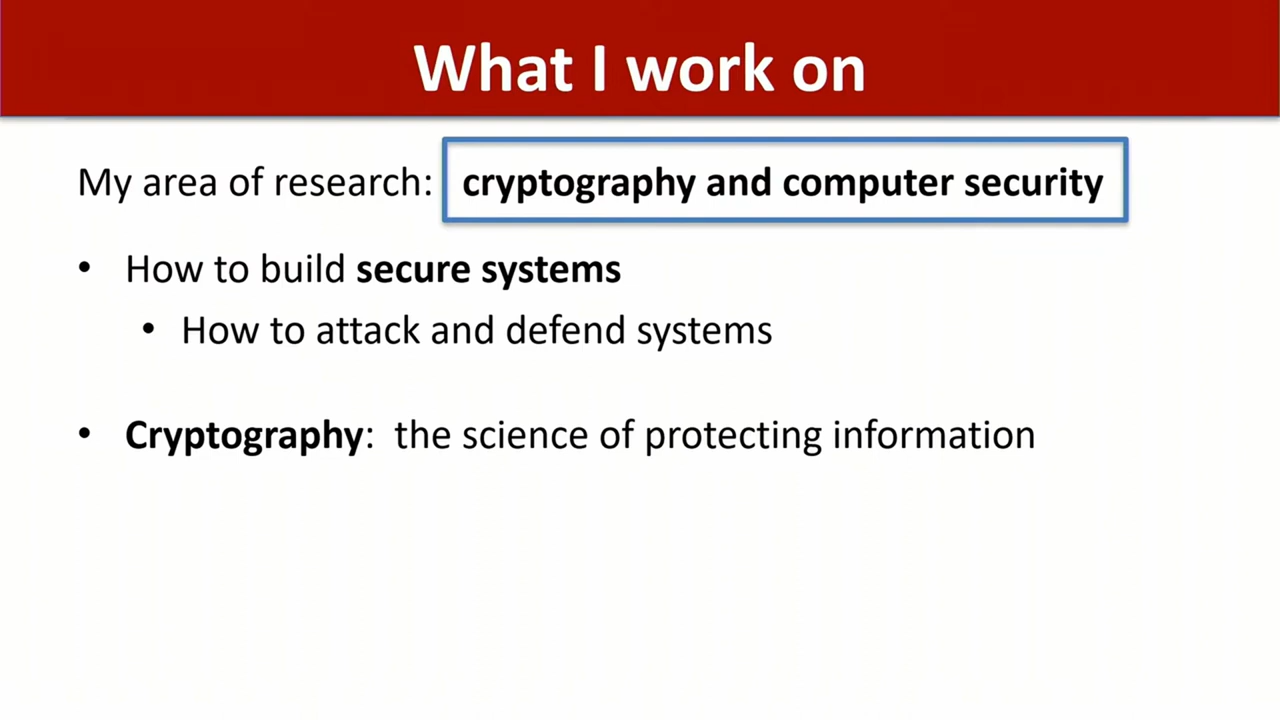 What I work on
My area of research: cryptography and computer security
• How to build secure systems
• How to attack and defend systems
• Cryptography: the science of protecting information